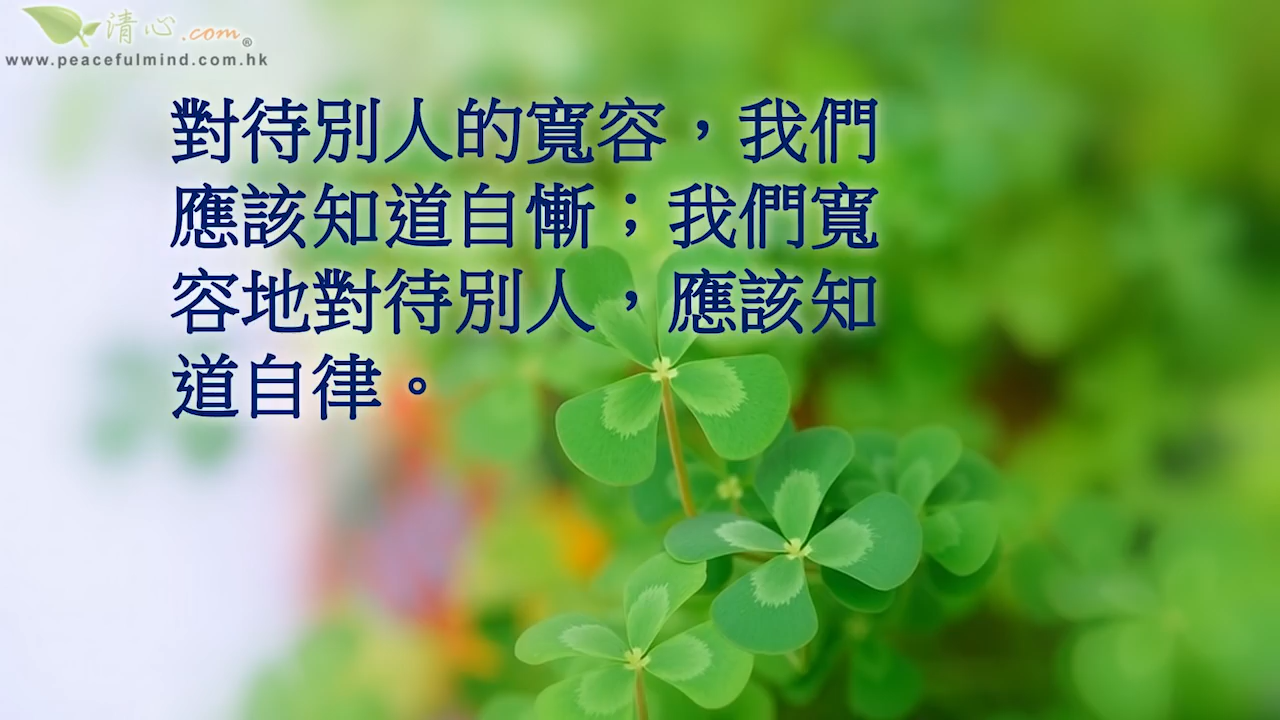 清心.com®
www.peacefulmind.com.hk
對待別人的寬容，我們
應該知道自慚；我們寬
容地對待別人，應該知
道自律。